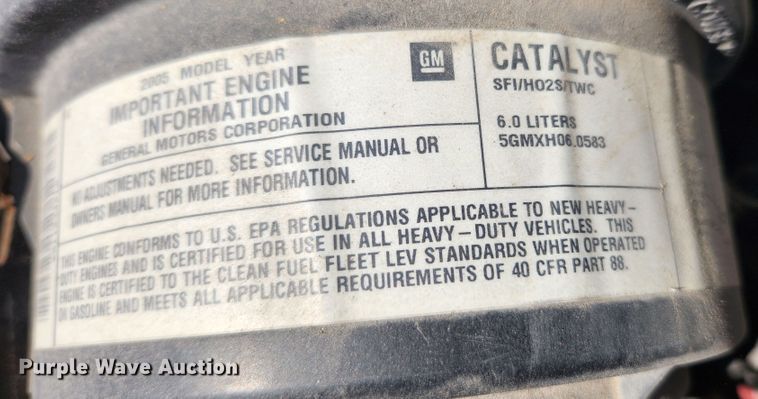 2005 MODEL YEAR
IMPORTANT ENGINE
INFORMATION
GENERAL MOTORS CORPORATION
GM
CATALYST
SFI/HO2S/TWC
6.0 LITERS
5GMXH06.0583
NO ADJUSTMENTS NEEDED. SEE SERVICE MANUAL OR
OWNERS MANUAL FOR MORE INFORMATION.
THIS ENGINE CONFORMS TO U.S. EPA REGULATIONS APPLICABLE TO NEW HEAVY-
DUTY ENGINES AND IS CERTIFIED FOR USE IN ALL HEAVY-DUTY VEHICLES. THIS
ENGINE IS CERTIFIED TO THE CLEAN FUEL FLEET LEV STANDARDS WHEN OPERATED
ON GASOLINE AND MEETS ALL APPLICABLE REQUIREMENTS OF 40 CFR PART 88.
Purple Wave Auction